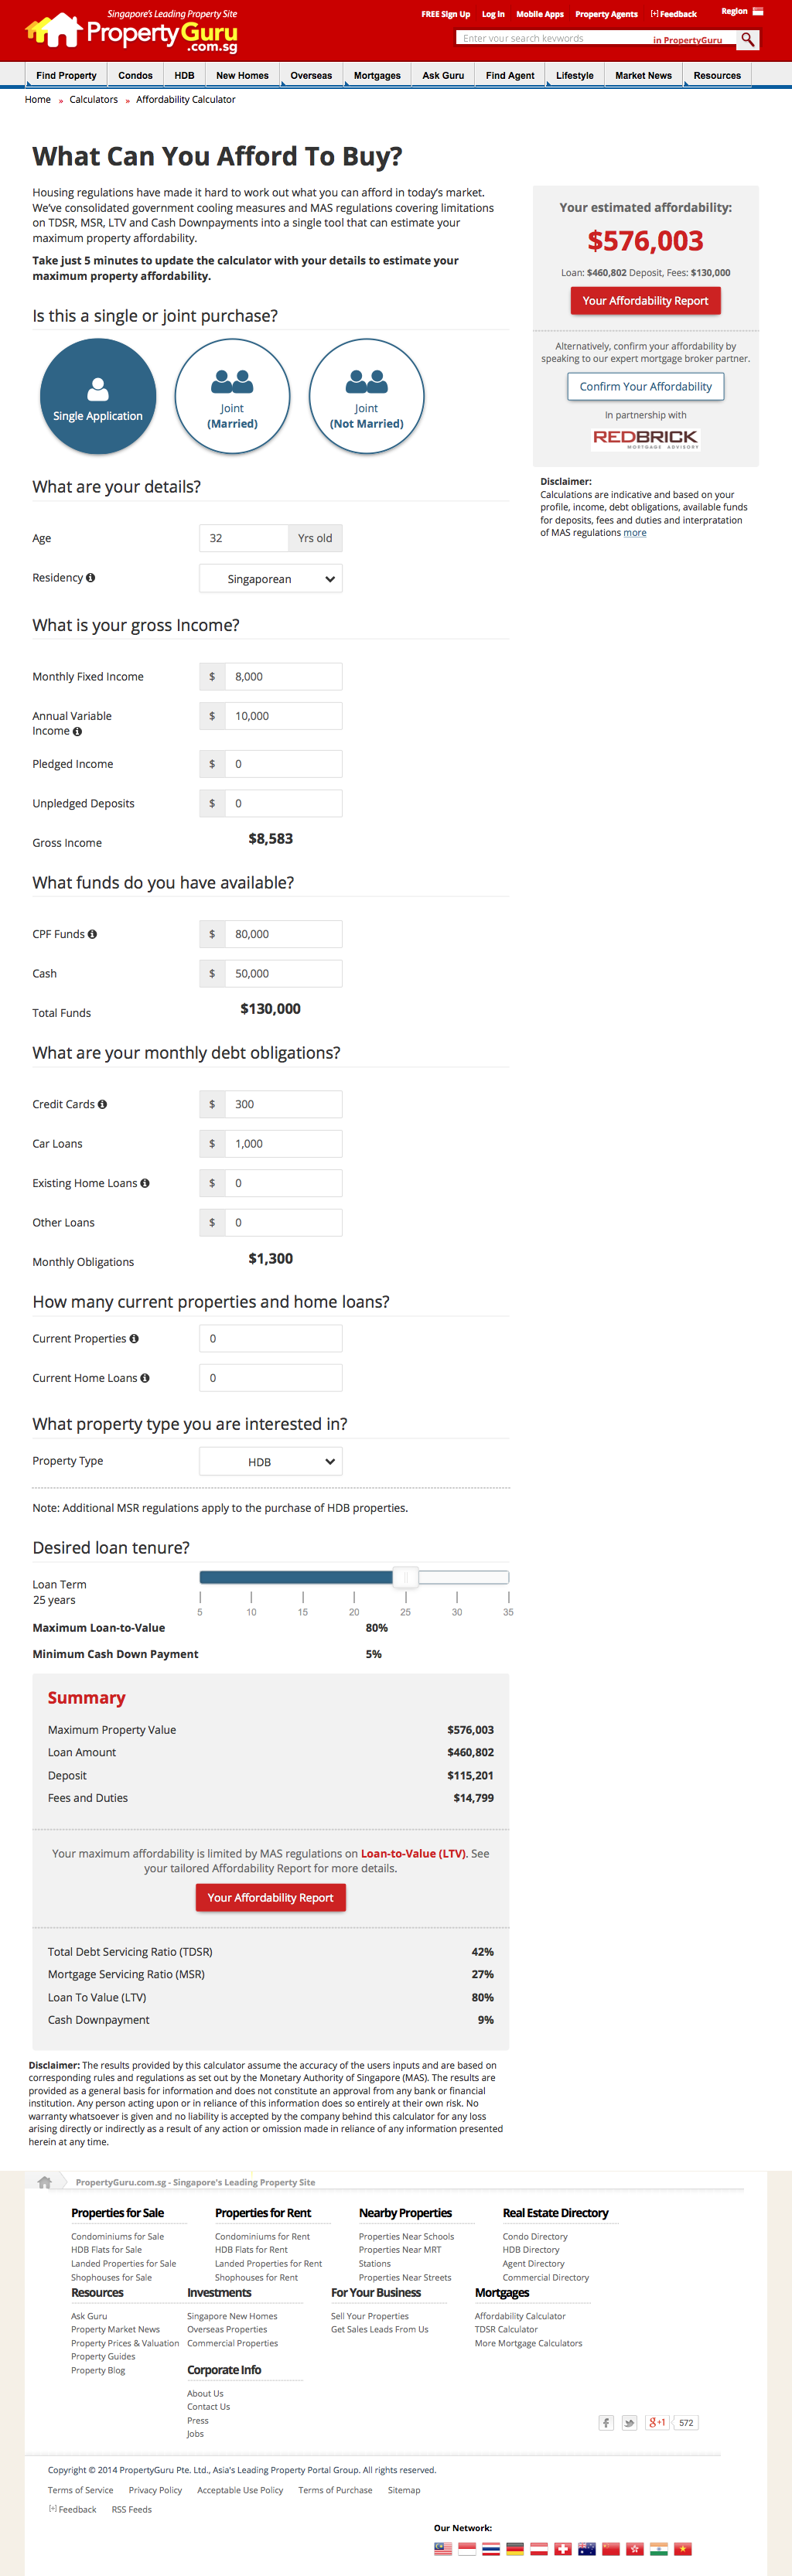 Singapore's Leading Property Site
PropertyGuru
.com.sg
FREE Sign Up Log In Mobile Apps Property Agents [+] Feedback Region
Enter your search keywords in PropertyGuru
Find Property Condos HDB New Homes Overseas Mortgages Ask Guru Find Agent Lifestyle Market News Resources
Home » Calculators » Affordability Calculator
What Can You Afford To Buy?
Housing regulations have made it hard to work out what you can afford in today's market.
We've consolidated government cooling measures and MAS regulations covering limitations
on TDSR, MSR, LTV and Cash Downpayments into a single tool that can estimate your
maximum property affordability.
Take just 5 minutes to update the calculator with your details to estimate your
maximum property affordability.
Your estimated affordability:
$576,003
Loan: $460,802 Deposit, Fees: $130,000
Your Affordability Report
Alternatively, confirm your affordability by
speaking to our expert mortgage broker partner.
Confirm Your Affordability
In partnership with
REDBRICK
MORTGAGE ADVISORY
Disclaimer:
Calculations are indicative and based on your
profile, income, debt obligations, available funds
for deposits, fees and duties and interpratation
of MAS regulations more
Is this a single or joint purchase?
Single Application
Joint
(Married)
Joint
(Not Married)
What are your details?
Age 32 Yrs old
Residency Singaporean
What is your gross Income?
Monthly Fixed Income $ 8,000
Annual Variable
Income $ 10,000
Pledged Income $ 0
Unpledged Deposits $ 0
Gross Income $8,583
What funds do you have available?
CPF Funds $ 80,000
Cash $ 50,000
Total Funds $130,000
What are your monthly debt obligations?
Credit Cards $ 300
Car Loans $ 1,000
Existing Home Loans $ 0
Other Loans $ 0
Monthly Obligations $1,300
How many current properties and home loans?
Current Properties 0
Current Home Loans 0
What property type you are interested in?
Property Type HDB
Note: Additional MSR regulations apply to the purchase of HDB properties.
Desired loan tenure?
Loan Term
25 years
5 10 15 20 25 30 35
Maximum Loan-to-Value 80%
Minimum Cash Down Payment 5%
Summary
Maximum Property Value $576,003
Loan Amount $460,802
Deposit $115,201
Fees and Duties $14,799
Your maximum affordability is limited by MAS regulations on Loan-to-Value (LTV). See
your tailored Affordability Report for more details.
Your Affordability Report
Total Debt Servicing Ratio (TDSR) 42%
Mortgage Servicing Ratio (MSR) 27%
Loan To Value (LTV) 80%
Cash Downpayment 9%
Disclaimer: The results provided by this calculator assume the accuracy of the users inputs and are based on
corresponding rules and regulations as set out by the Monetary Authority of Singapore (MAS). The results are
provided as a general basis for information and does not constitute an approval from any bank or financial
institution. Any person acting upon or in reliance of this information does so entirely at their own risk. No
warranty whatsoever is given and no liability is accepted by the company behind this calculator for any loss
arising directly or indirectly as a result of any action or omission made in reliance of any information presented
herein at any time.
PropertyGuru.com.sg - Singapore's Leading Property Site
Properties for Sale Properties for Rent Nearby Properties Real Estate Directory
Condominiums for Sale Condominiums for Rent Properties Near Schools Condo Directory
HDB Flats for Sale HDB Flats for Rent Properties Near MRT HDB Directory
Landed Properties for Sale Landed Properties for Rent Stations Agent Directory
Shophouses for Sale Shophouses for Rent Properties Near Streets Commercial Directory
Resources Investments For Your Business Mortgages
Ask Guru Singapore New Homes Sell Your Properties Affordability Calculator
Property Market News Overseas Properties Get Sales Leads From Us TDSR Calculator
Property Prices & Valuation Commercial Properties More Mortgage Calculators
Property Guides
Property Blog Corporate Info
About Us
Contact Us
Press
Jobs
f g+1 572
Copyright © 2014 PropertyGuru Pte. Ltd., Asia's Leading Property Portal Group. All rights reserved.
Terms of Service Privacy Policy Acceptable Use Policy Terms of Purchase Sitemap
[+] Feedback RSS Feeds
Our Network: